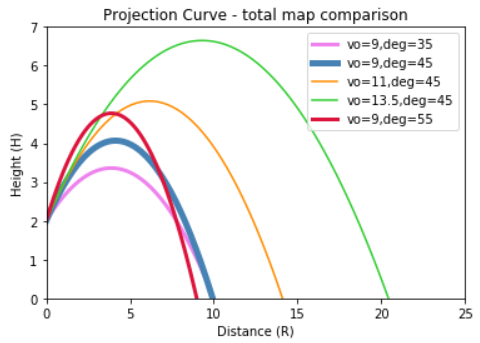 Projection Curve - total map comparison
7
6
5
4
3
2
1
0
Height (H)
vo=9,deg=35
vo=9,deg=45
vo=11,deg=45
vo=13.5,deg=45
vo=9,deg=55
0 5 10 15 20 25
Distance (R)